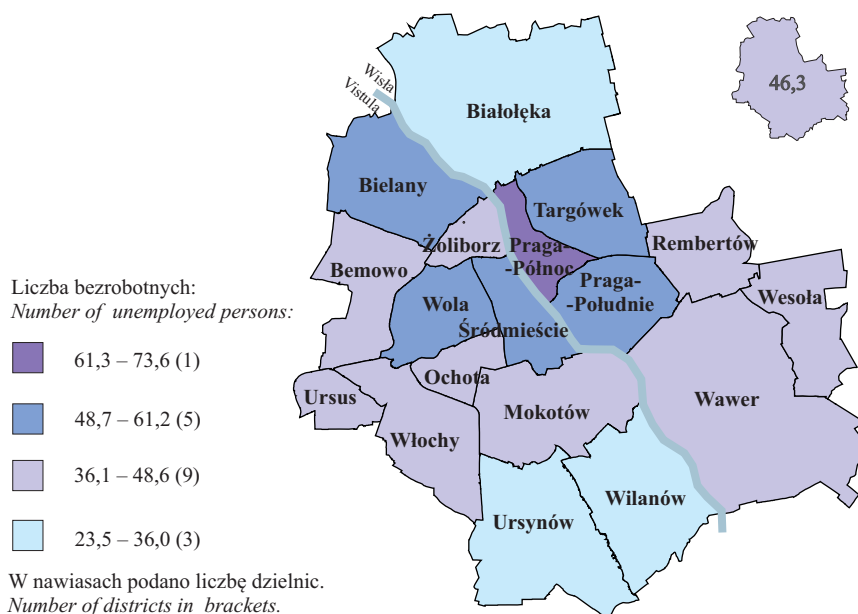 46,3
Wisła
Vistula
Białołęka
Bielany
Targówek
Żoliborz
Praga-
-Północ
Rembertów
Bemowo
Praga-
-Południe
Wesoła
Wola
Śródmieście
Ochota
Ursus
Mokotów
Wawer
Włochy
Wilanów
Ursynów
Liczba bezrobotnych:
Number of unemployed persons:
61,3 – 73,6 (1)
48,7 – 61,2 (5)
36,1 – 48,6 (9)
23,5 – 36,0 (3)
W nawiasach podano liczbę dzielnic.
Number of districts in brackets.